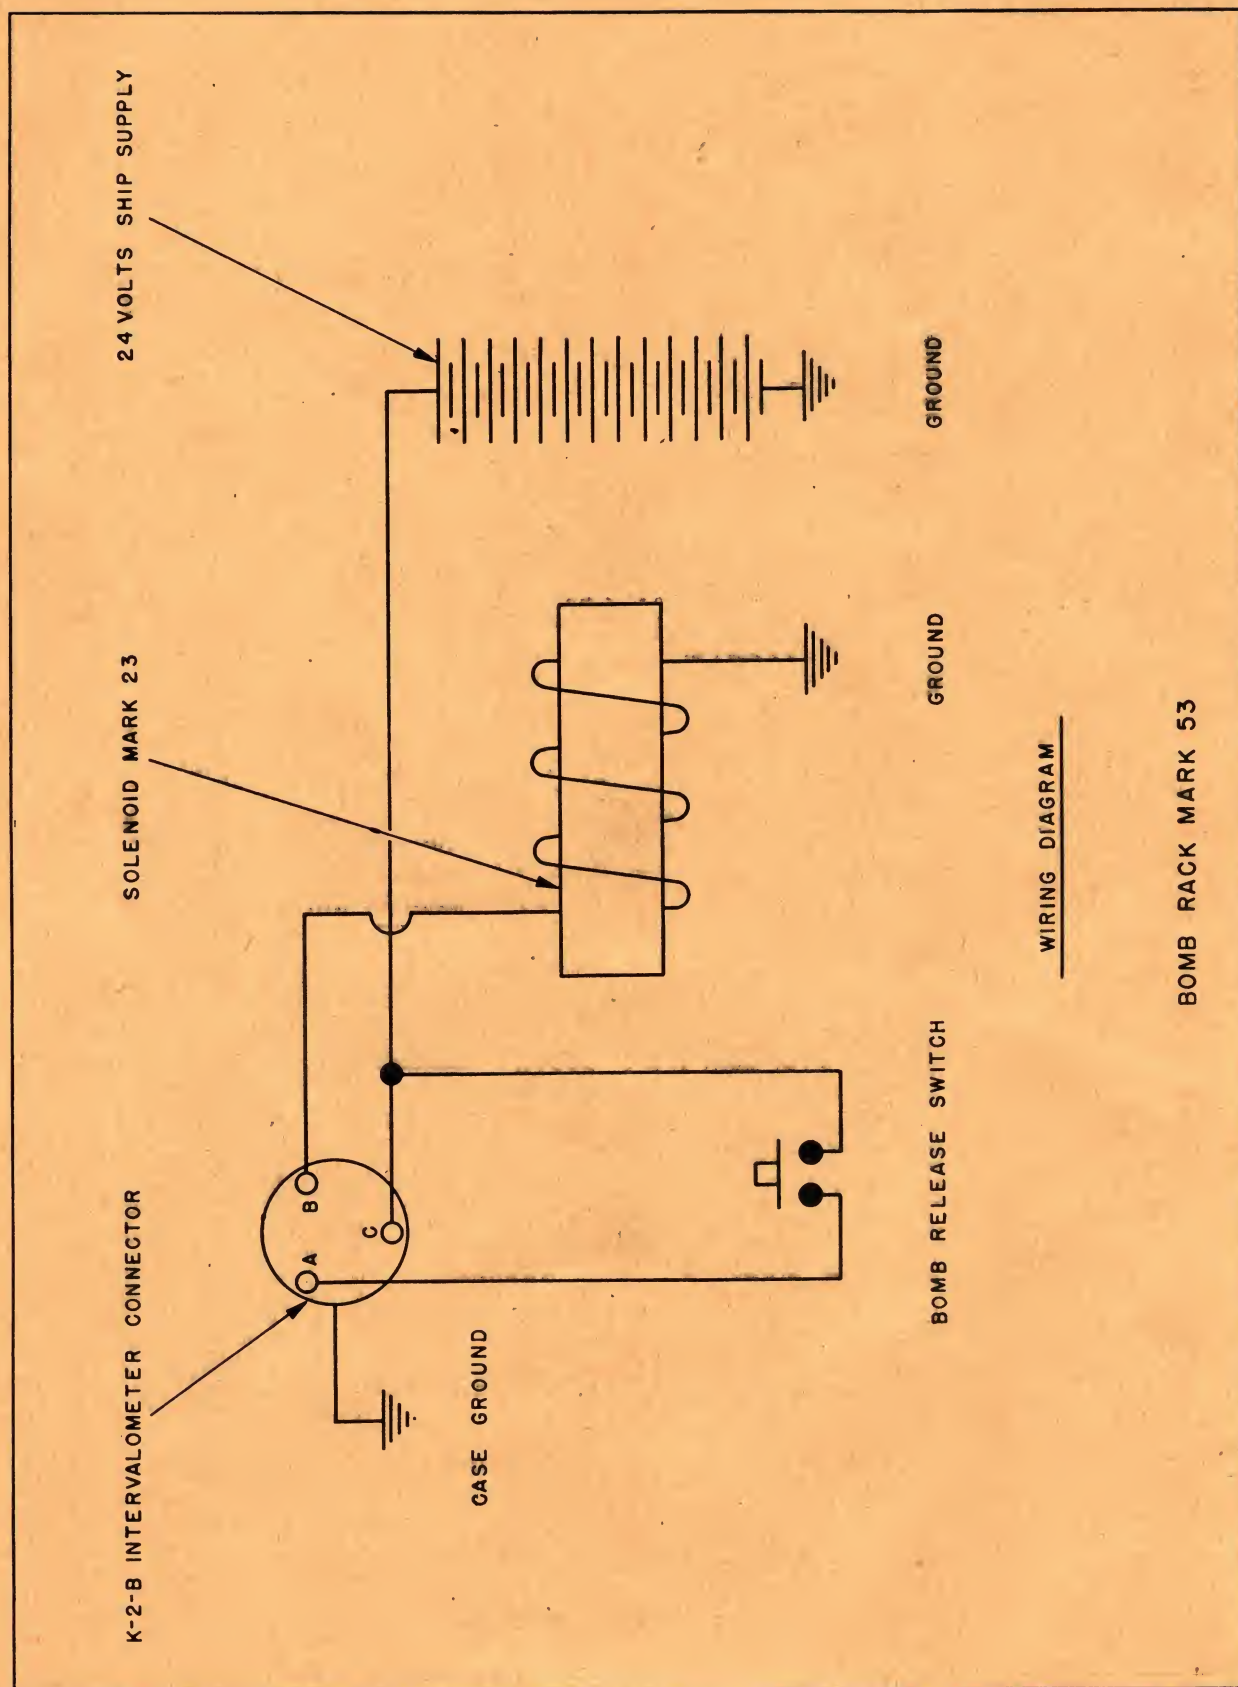 K-2-B INTERVALOMETER CONNECTOR
SOLENOID MARK 23
24 VOLTS SHIP SUPPLY
A
B
C
CASE GROUND
BOMB RELEASE SWITCH
GROUND
GROUND
WIRING DIAGRAM
BOMB RACK MARK 53